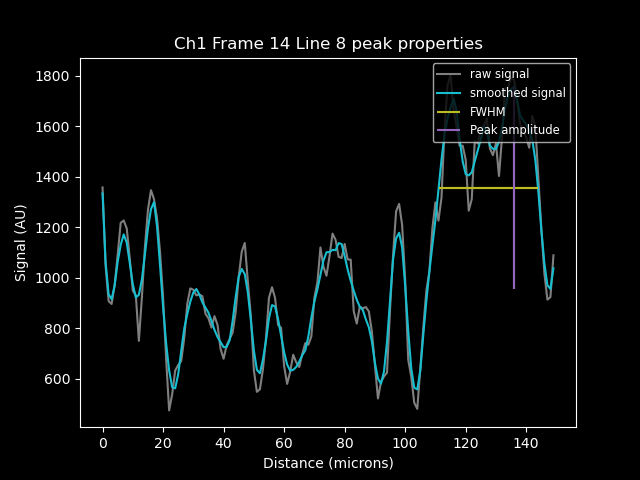 Ch1 Frame 14 Line 8 peak properties
raw signal
smoothed signal
FWHM
Peak amplitude
Signal (AU)
1800
1600
1400
1200
1000
800
600
0 20 40 60 80 100 120 140
Distance (microns)